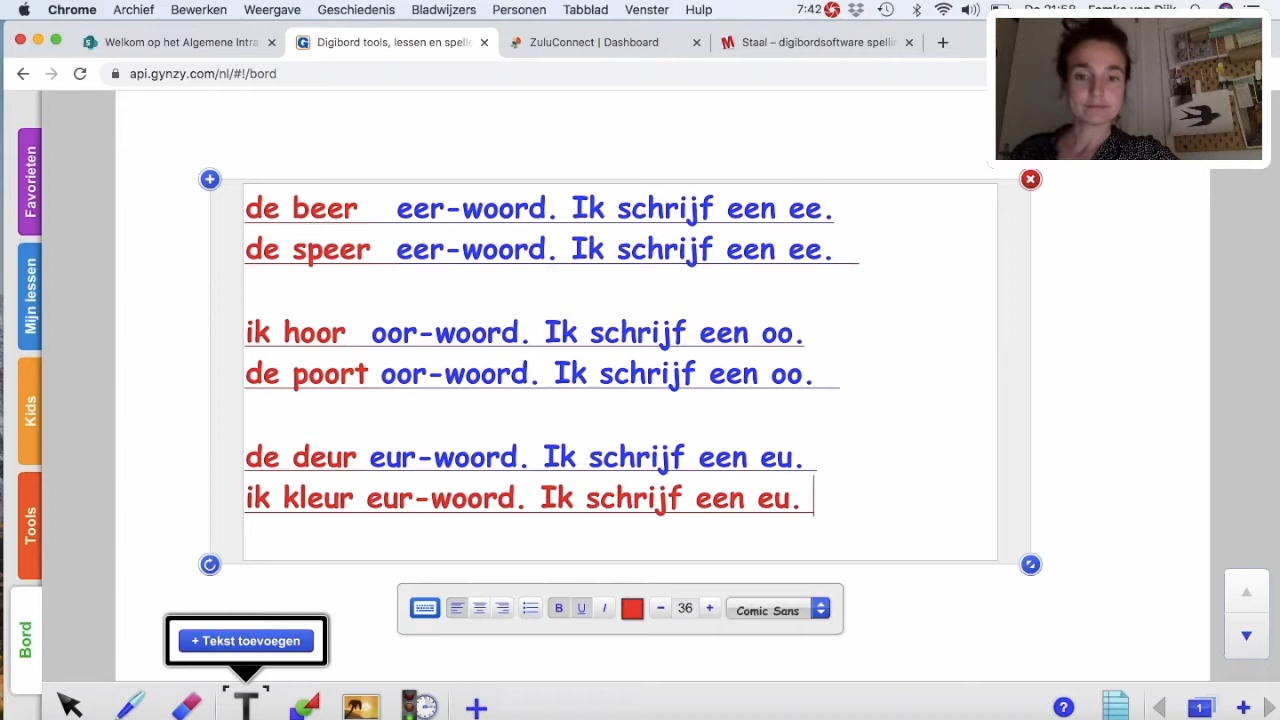 Chrome Archief Bewerken Weergave Geschiedenis Bladwijzers Personen Tabblad Venster Hulp 7:42
Welkom op het Algemene Intra
Digibord tools, lessen en spelle
ZuluConnect | Dashboard
Staal – digibordsoftware spellin
api.gynzy.com/nl/#!/bord
Favorieten
Mijn lessen
Kids
Tools
Bord
de beer eer-woord. Ik schrijf een ee.
de speer eer-woord. Ik schrijf een ee.
ik hoor oor-woord. Ik schrijf een oo.
de poort oor-woord. Ik schrijf een oo.
de deur eur-woord. Ik schrijf een eu.
ik kleur eur-woord. Ik schrijf een eu.
B U I - 36 + Comic Sans
+ Tekst toevoegen
T
? 1